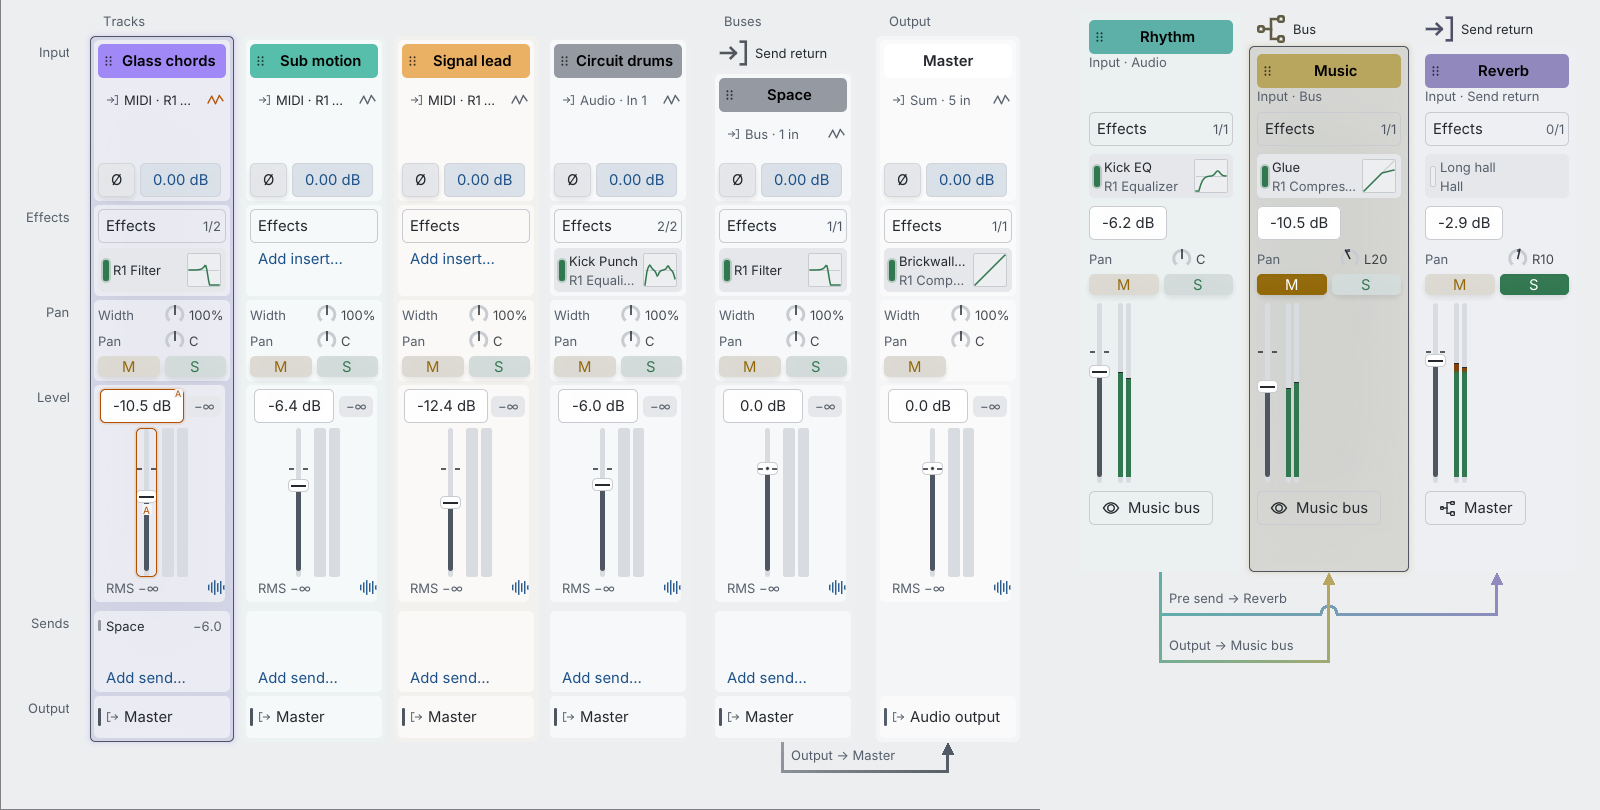 Tracks
Buses
Output
Input
Glass chords
Sub motion
Signal lead
Circuit drums
Send return
Master
Space
MIDI · R1 ...
MIDI · R1 ...
MIDI · R1 ...
Audio · In 1
Bus · 1 in
Sum · 5 in
Ø 0.00 dB
Ø 0.00 dB
Ø 0.00 dB
Ø 0.00 dB
Ø 0.00 dB
Ø 0.00 dB
Effects
Effects 1/2
Effects
Effects
Effects 2/2
Effects 1/1
Effects 1/1
R1 Filter
Add insert...
Add insert...
Kick Punch
R1 Equali...
R1 Filter
Brickwall...
R1 Comp...
Pan
Width 100%
Width 100%
Width 100%
Width 100%
Width 100%
Width 100%
Pan C
Pan C
Pan C
Pan C
Pan C
Pan C
M S
M S
M S
M S
M S
M
Level
-10.5 dB A −∞
-6.4 dB −∞
-12.4 dB −∞
-6.0 dB −∞
0.0 dB −∞
0.0 dB −∞
A
RMS −∞
RMS −∞
RMS −∞
RMS −∞
RMS −∞
RMS −∞
Sends
Space −6.0
Add send...
Add send...
Add send...
Add send...
Add send...
Output
Master
Master
Master
Master
Master
Audio output
Output → Master
Rhythm
Input · Audio
Effects 1/1
Kick EQ
R1 Equalizer
-6.2 dB
Pan C
M S
Music bus
Bus
Music
Input · Bus
Effects 1/1
Glue
R1 Compres...
-10.5 dB
Pan L20
M S
Music bus
Send return
Reverb
Input · Send return
Effects 0/1
Long hall
Hall
-2.9 dB
Pan R10
M S
Master
Pre send → Reverb
Output → Music bus